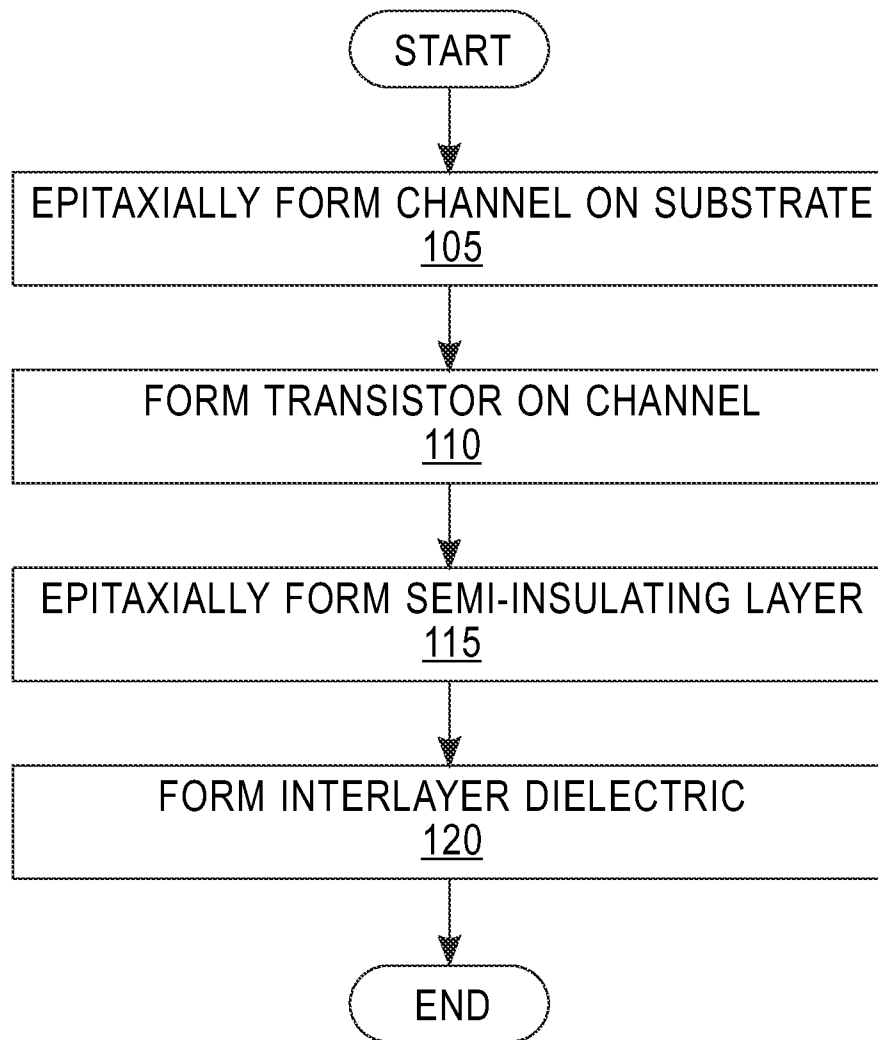 START
EPITAXIALLY FORM CHANNEL ON SUBSTRATE
105
FORM TRANSISTOR ON CHANNEL
110
EPITAXIALLY FORM SEMI-INSULATING LAYER
115
FORM INTERLAYER DIELECTRIC
120
END